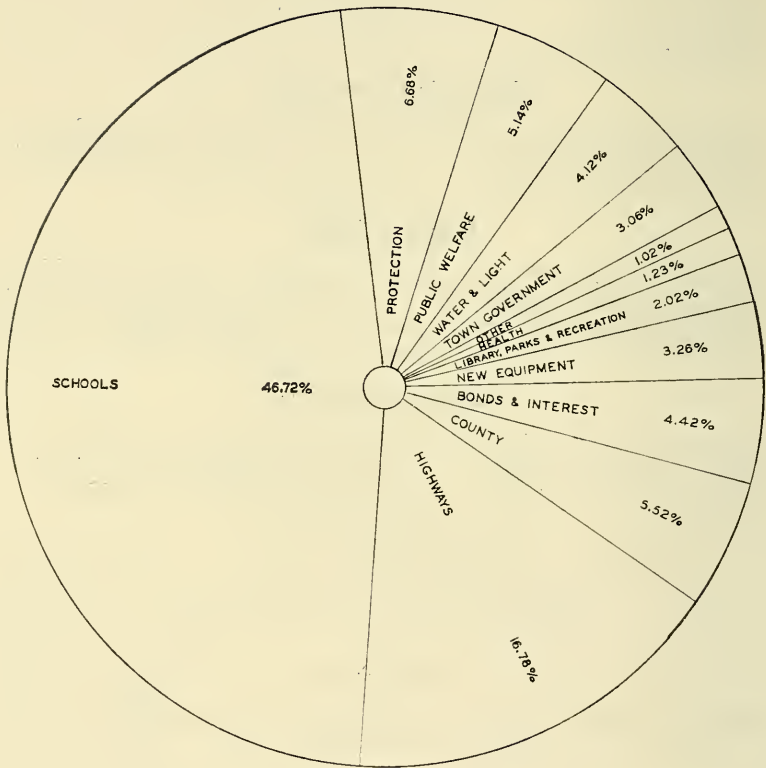 SCHOOLS 46.72%
PROTECTION 6.68%
PUBLIC WELFARE 5.14%
WATER & LIGHT 4.12%
TOWN GOVERNMENT 3.06%
OTHER 1.02%
HEALTH 1.23%
LIBRARY, PARKS & RECREATION 2.02%
NEW EQUIPMENT 3.26%
BONDS & INTEREST 4.42%
COUNTY 5.52%
HIGHWAYS 16.78%